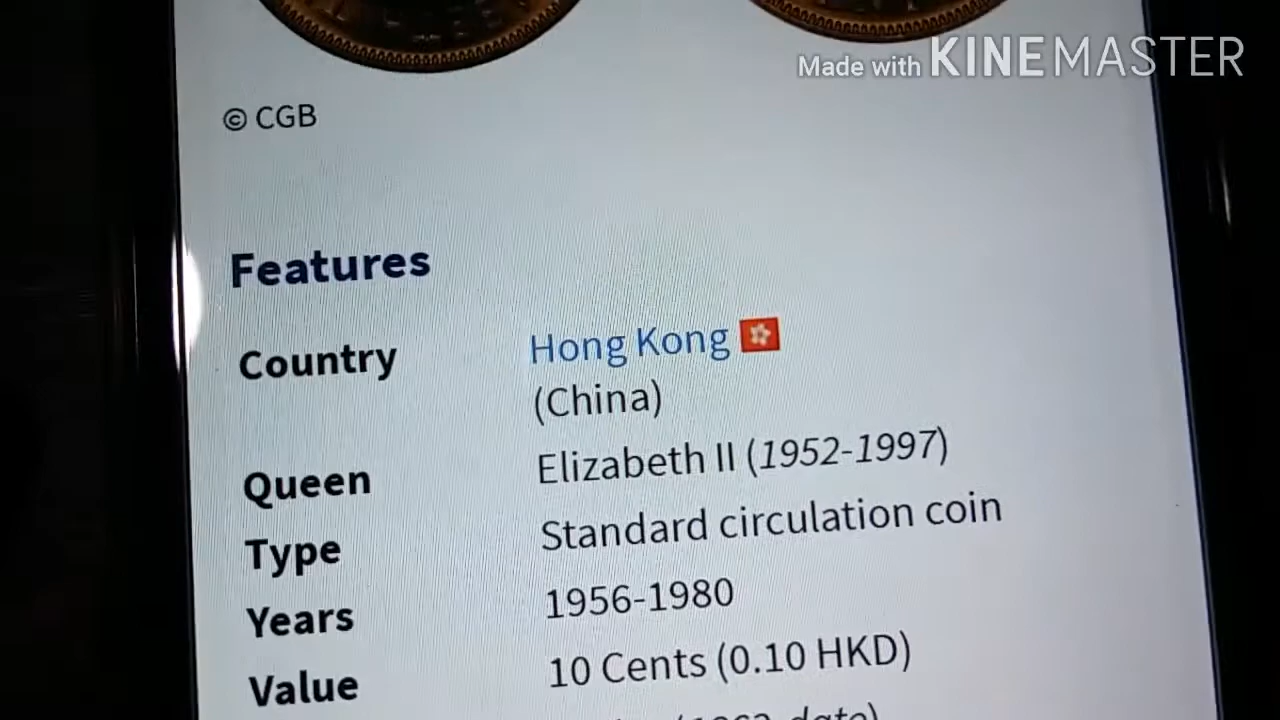 Made with KINEMASTER
© CGB
Features
Country Hong Kong
(China)
Queen Elizabeth II (1952-1997)
Type Standard circulation coin
Years 1956-1980
Value 10 Cents (0.10 HKD)